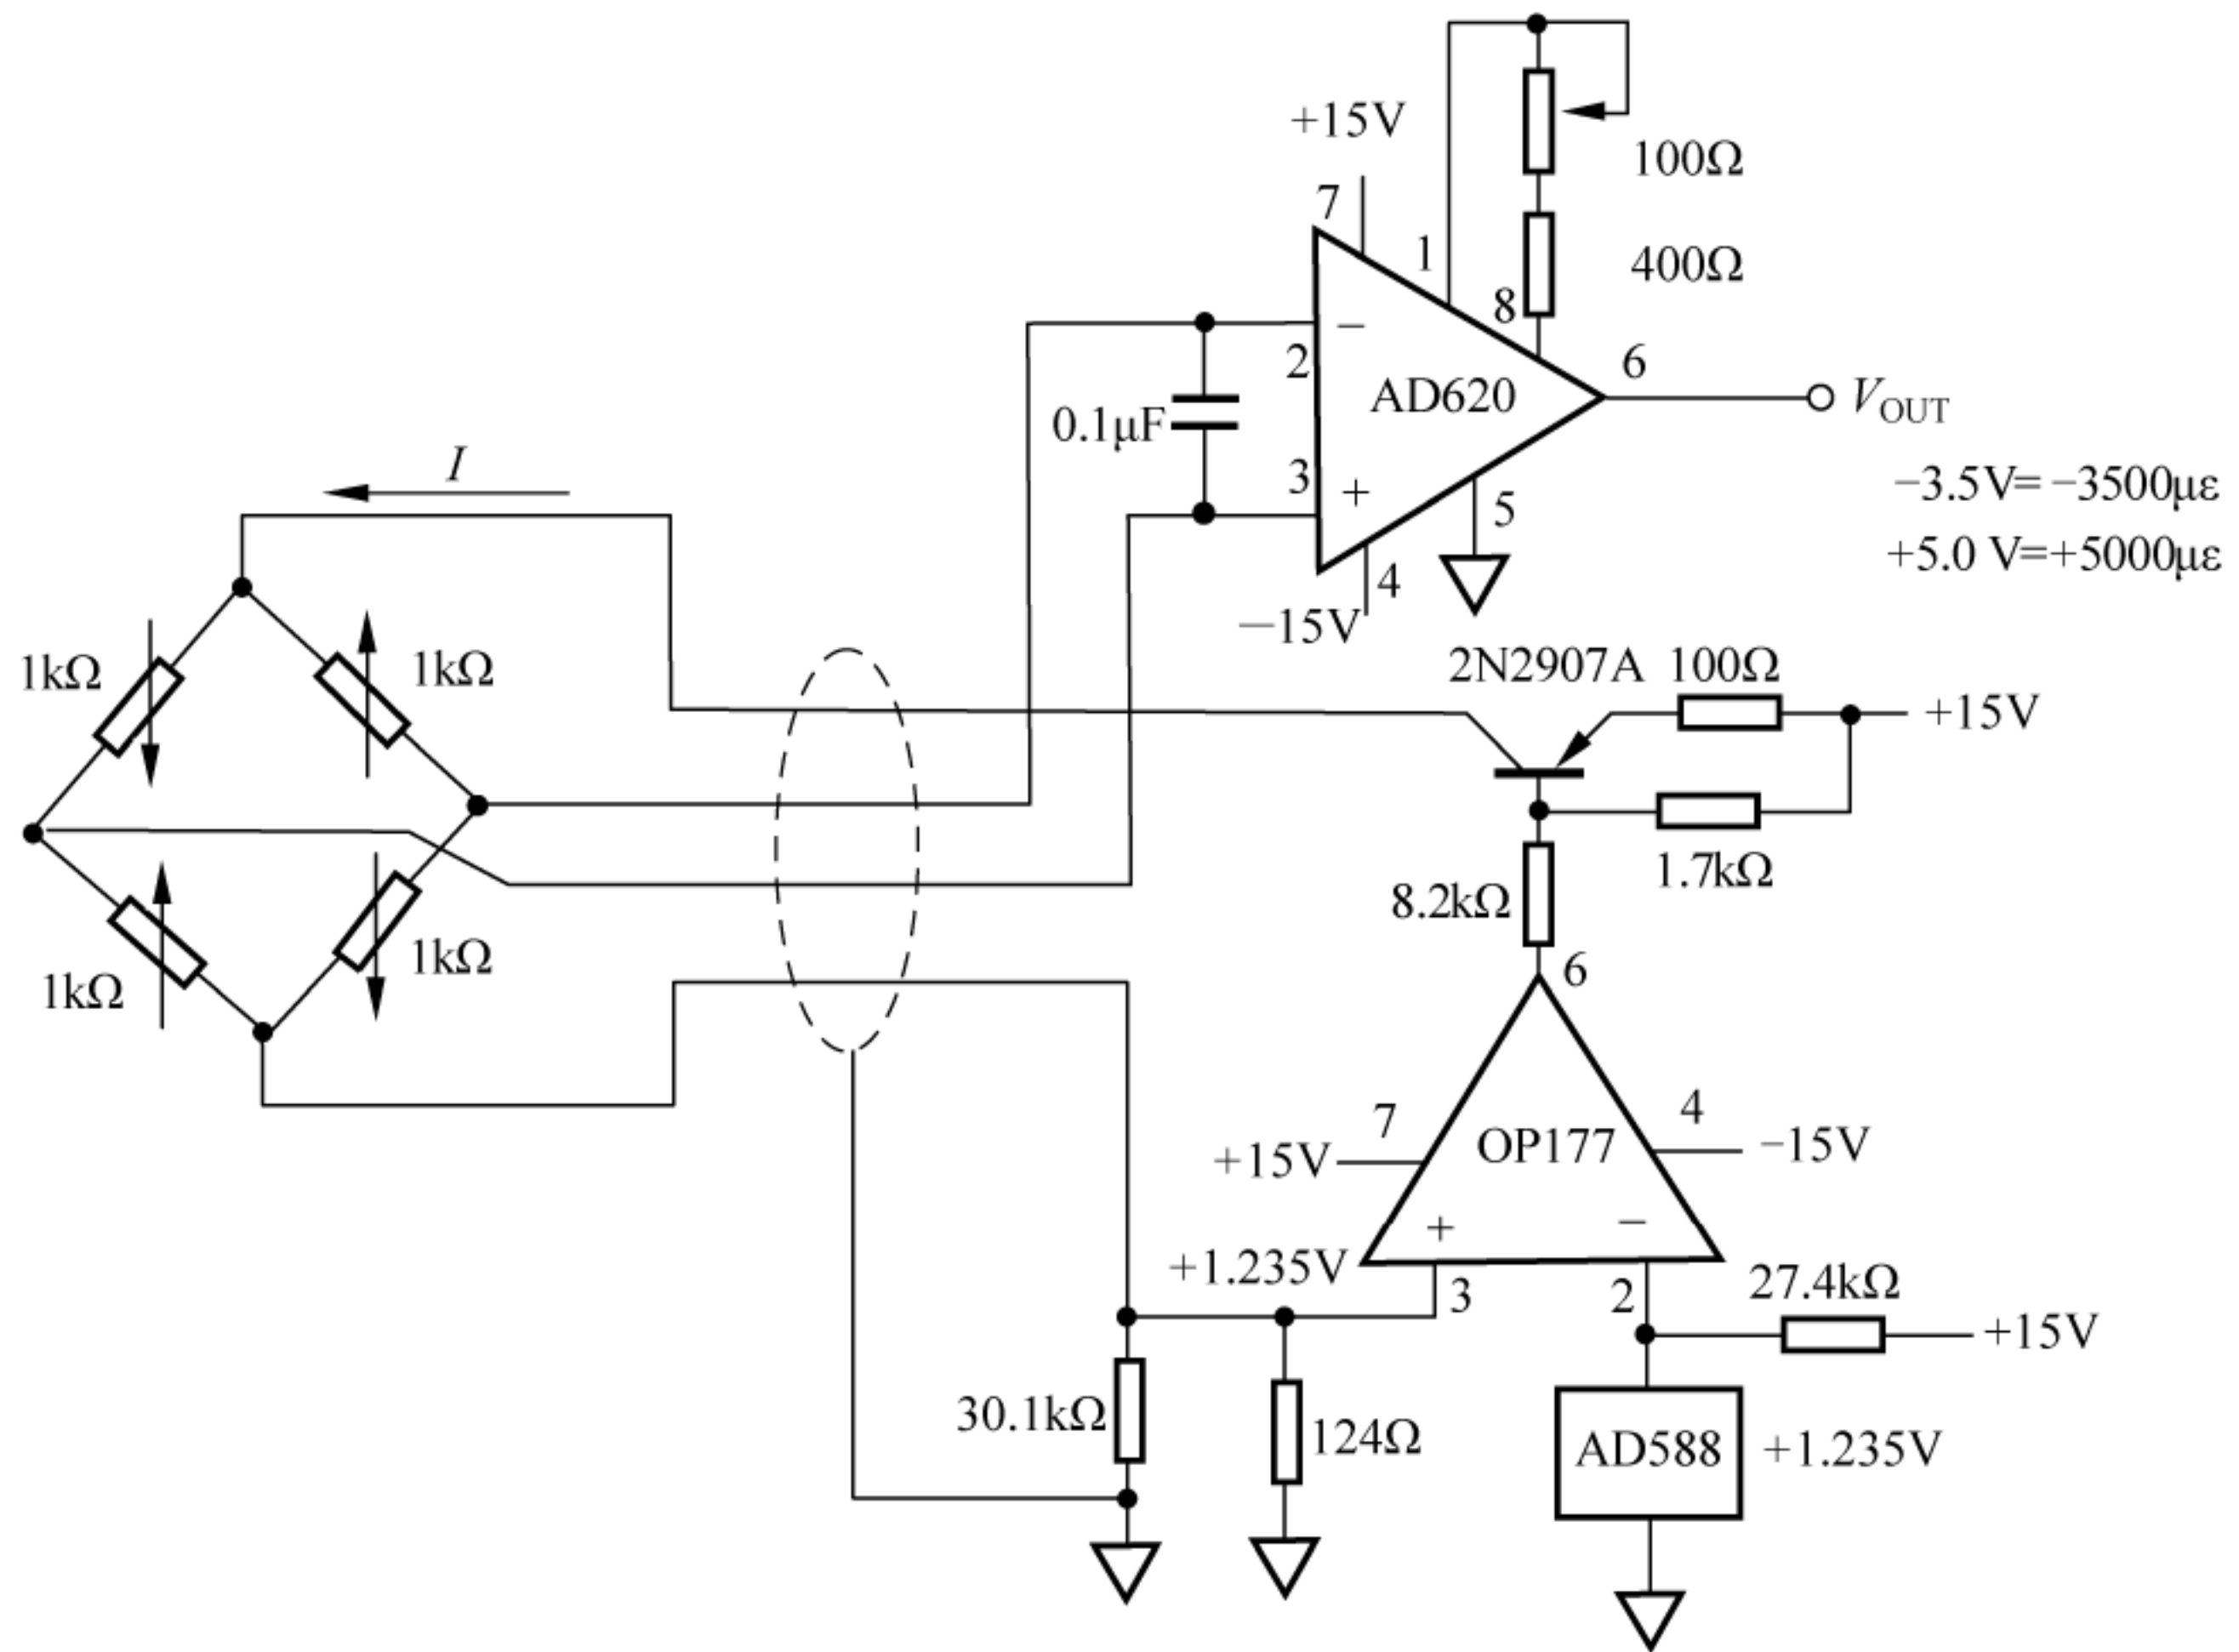 +15V
100Ω
7
1
400Ω
8
−
2
6
AD620
V_OUT
0.1μF
I
3
+
5
−3.5V= −3500με
+5.0 V=+5000με
4
−15V
1kΩ
1kΩ
2N2907A
100Ω
+15V
1.7kΩ
8.2kΩ
1kΩ
1kΩ
6
7
4
OP177
+15V
−15V
+
−
+1.235V
3
2
27.4kΩ
+15V
30.1kΩ
124Ω
AD588
+1.235V